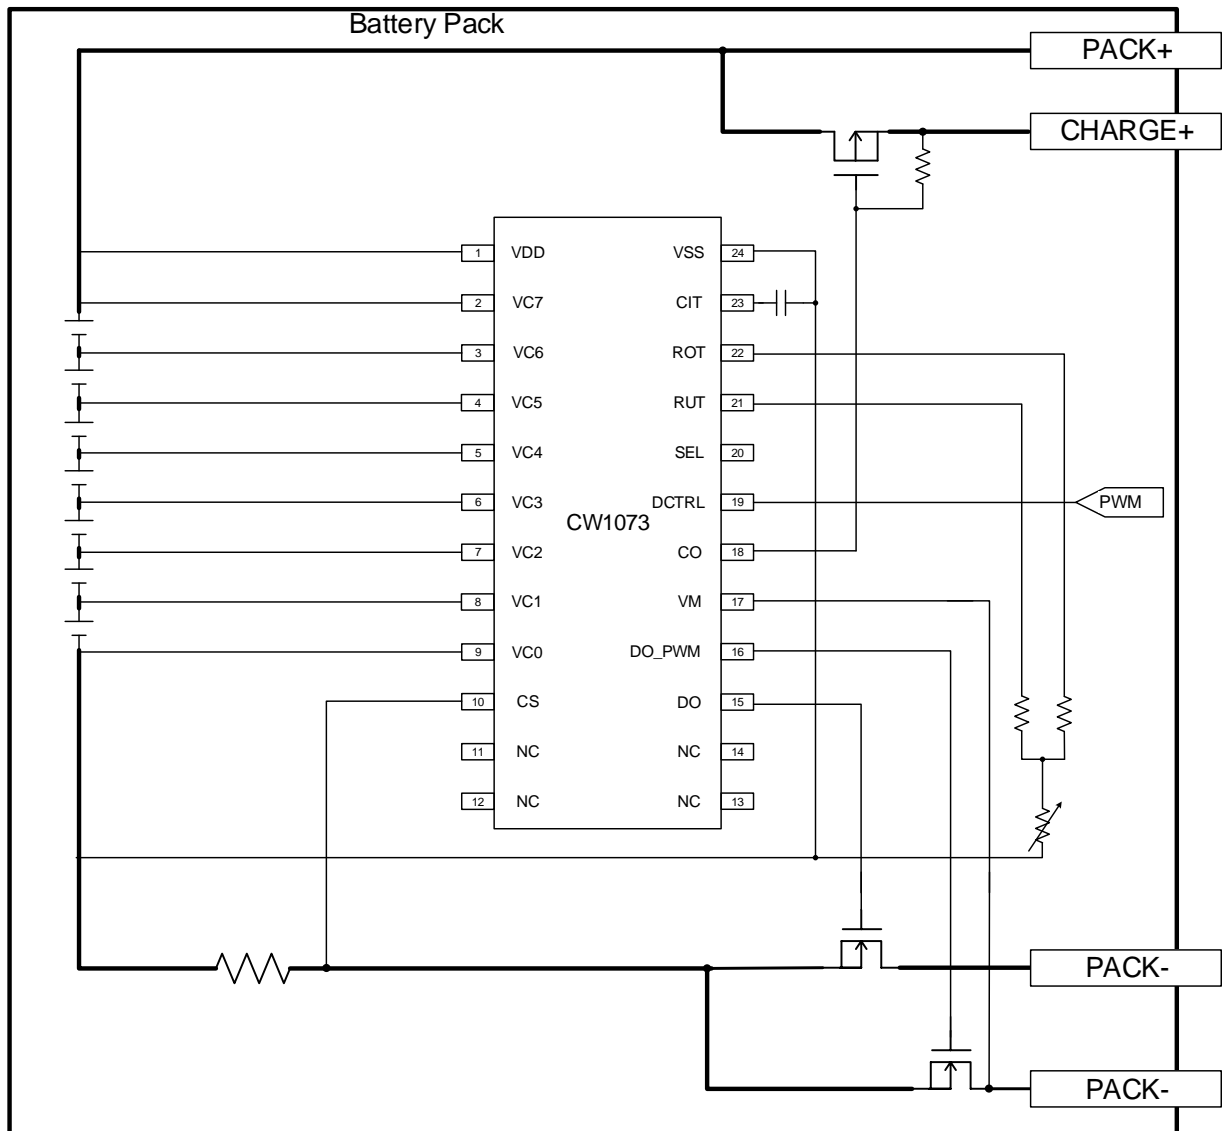 Battery Pack
PACK+
CHARGE+
1 VDD VSS 24
2 VC7 CIT 23
3 VC6 ROT 22
4 VC5 RUT 21
5 VC4 SEL 20
6 VC3 DCTRL 19 PWM
CW1073
7 VC2 CO 18
8 VC1 VM 17
9 VC0 DO_PWM 16
10 CS DO 15
11 NC NC 14
12 NC NC 13
PACK-
PACK-